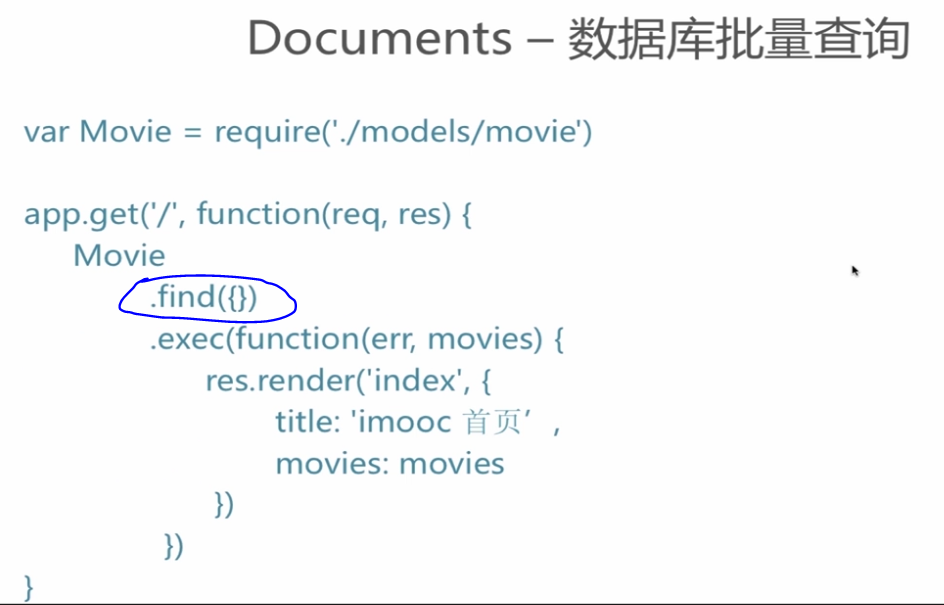 Documents – 数据库批量查询
var Movie = require('./models/movie')
app.get('/', function(req, res) {
Movie
.find({})
.exec(function(err, movies) {
res.render('index', {
title: 'imooc 首页’ ,
movies: movies
})
})
}